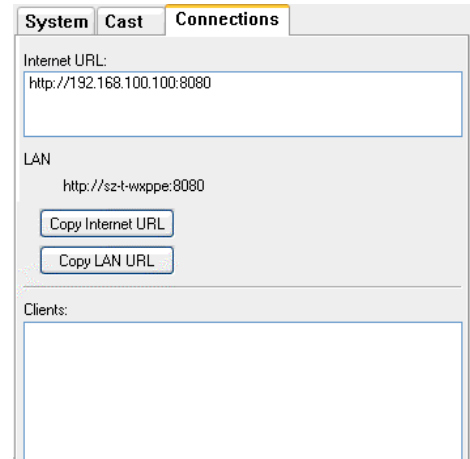 System Cast Connections
Internet URL:
http://192.168.100.100:8080
LAN
http://sz-t-wxppe:8080
Copy Internet URL
Copy LAN URL
Clients: